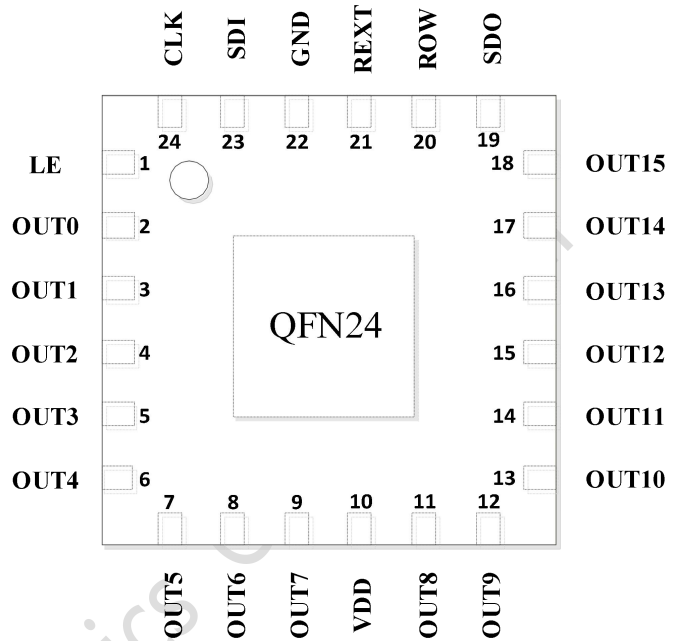 CLK SDI GND REXT ROW SDO
24 23 22 21 20 19
LE 1 18 OUT15
OUT0 2 17 OUT14
OUT1 3 16 OUT13
QFN24
OUT2 4 15 OUT12
OUT3 5 14 OUT11
OUT4 6 13 OUT10
7 8 9 10 11 12
OUT5 OUT6 OUT7 VDD OUT8 OUT9